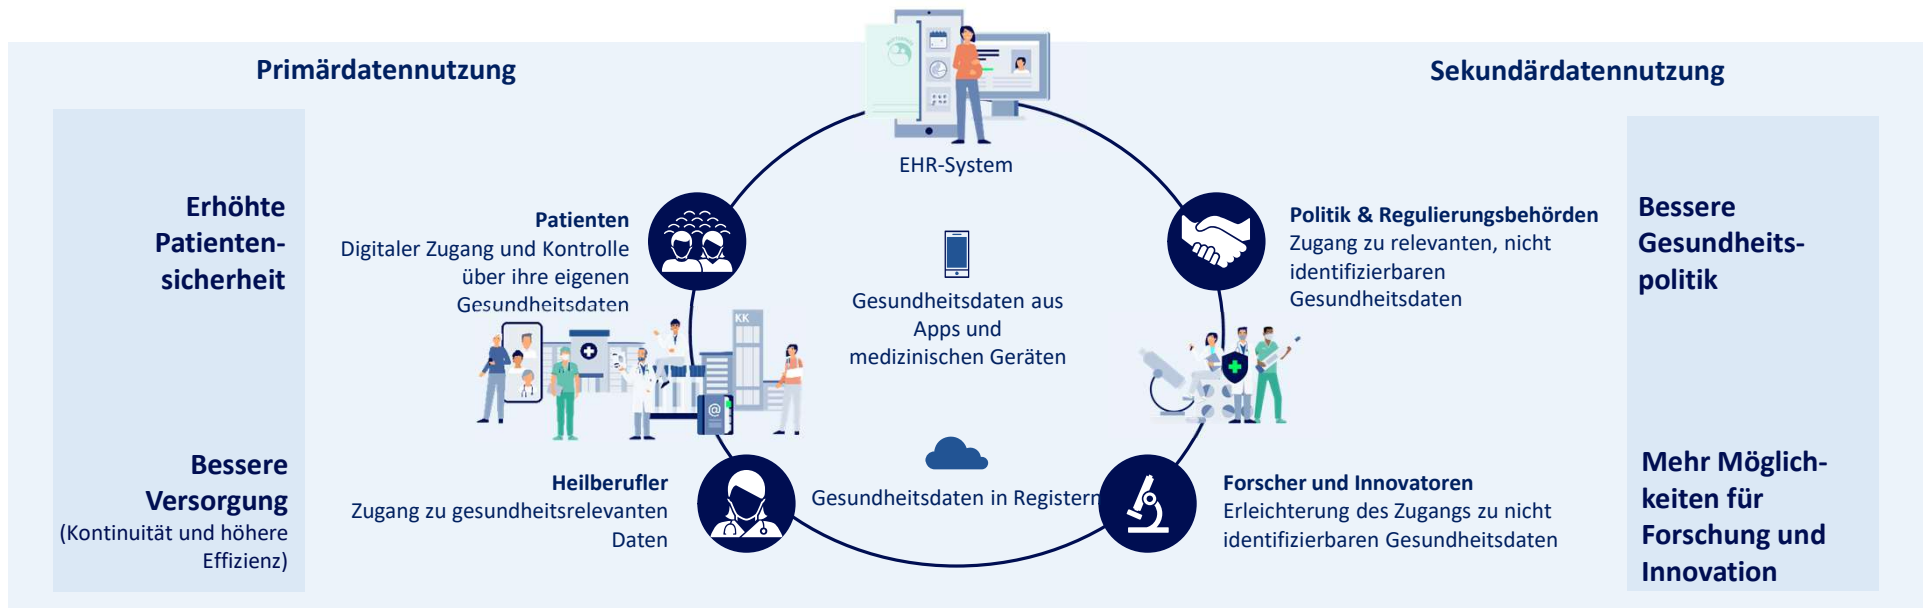 Primärdatennutzung
Sekundärdatennutzung
EHR-System
Erhöhte
Patienten-
sicherheit
Bessere
Versorgung
(Kontinuität und höhere
Effizienz)
Patienten
Digitaler Zugang und Kontrolle
über ihre eigenen
Gesundheitsdaten
KK
@
Heilberufler
Zugang zu gesundheitsrelevanten
Daten
Gesundheitsdaten aus
Apps und
medizinischen Geräten
Gesundheitsdaten in Registern
Politik & Regulierungsbehörden
Zugang zu relevanten, nicht
identifizierbaren
Gesundheitsdaten
Forscher und Innovatoren
Erleichterung des Zugangs zu nicht
identifizierbaren Gesundheitsdaten
Bessere
Gesundheits-
politik
Mehr Möglich-
keiten für
Forschung und
Innovation